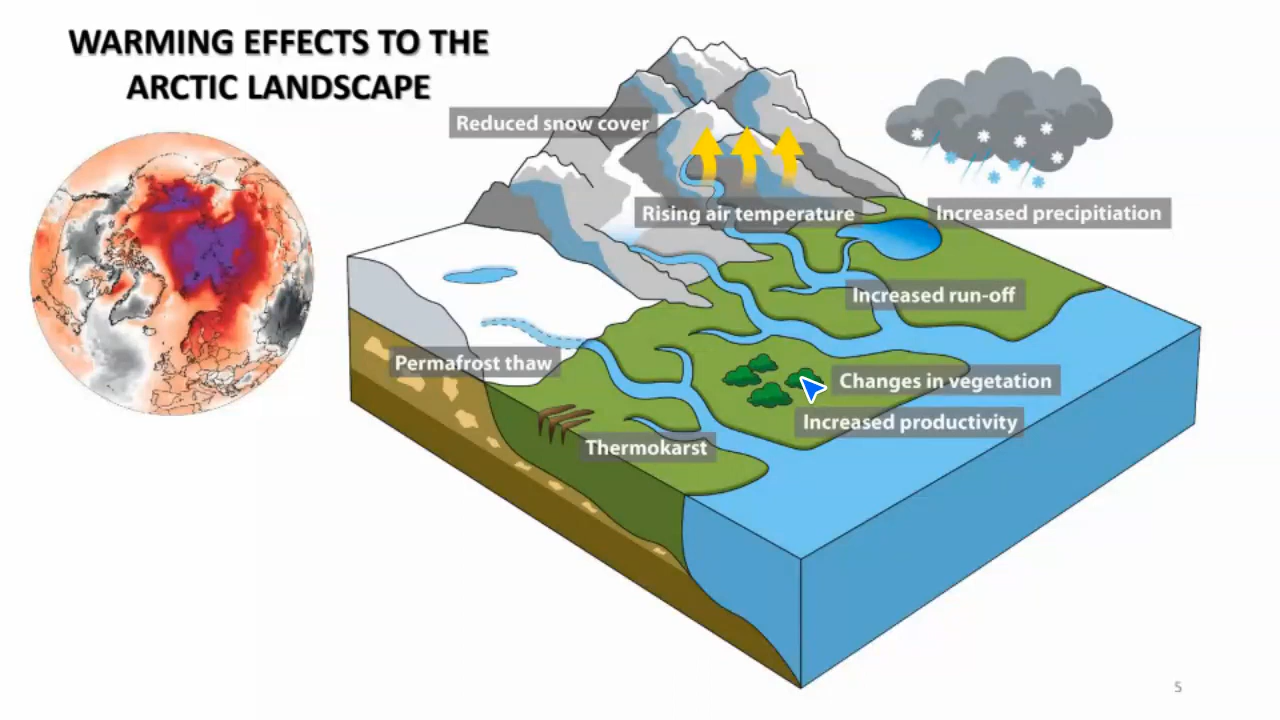 WARMING EFFECTS TO THE
ARCTIC LANDSCAPE
Reduced snow cover
Rising air temperature
Increased precipitiation
Increased run-off
Permafrost thaw
Changes in vegetation
Increased productivity
Thermokarst
5